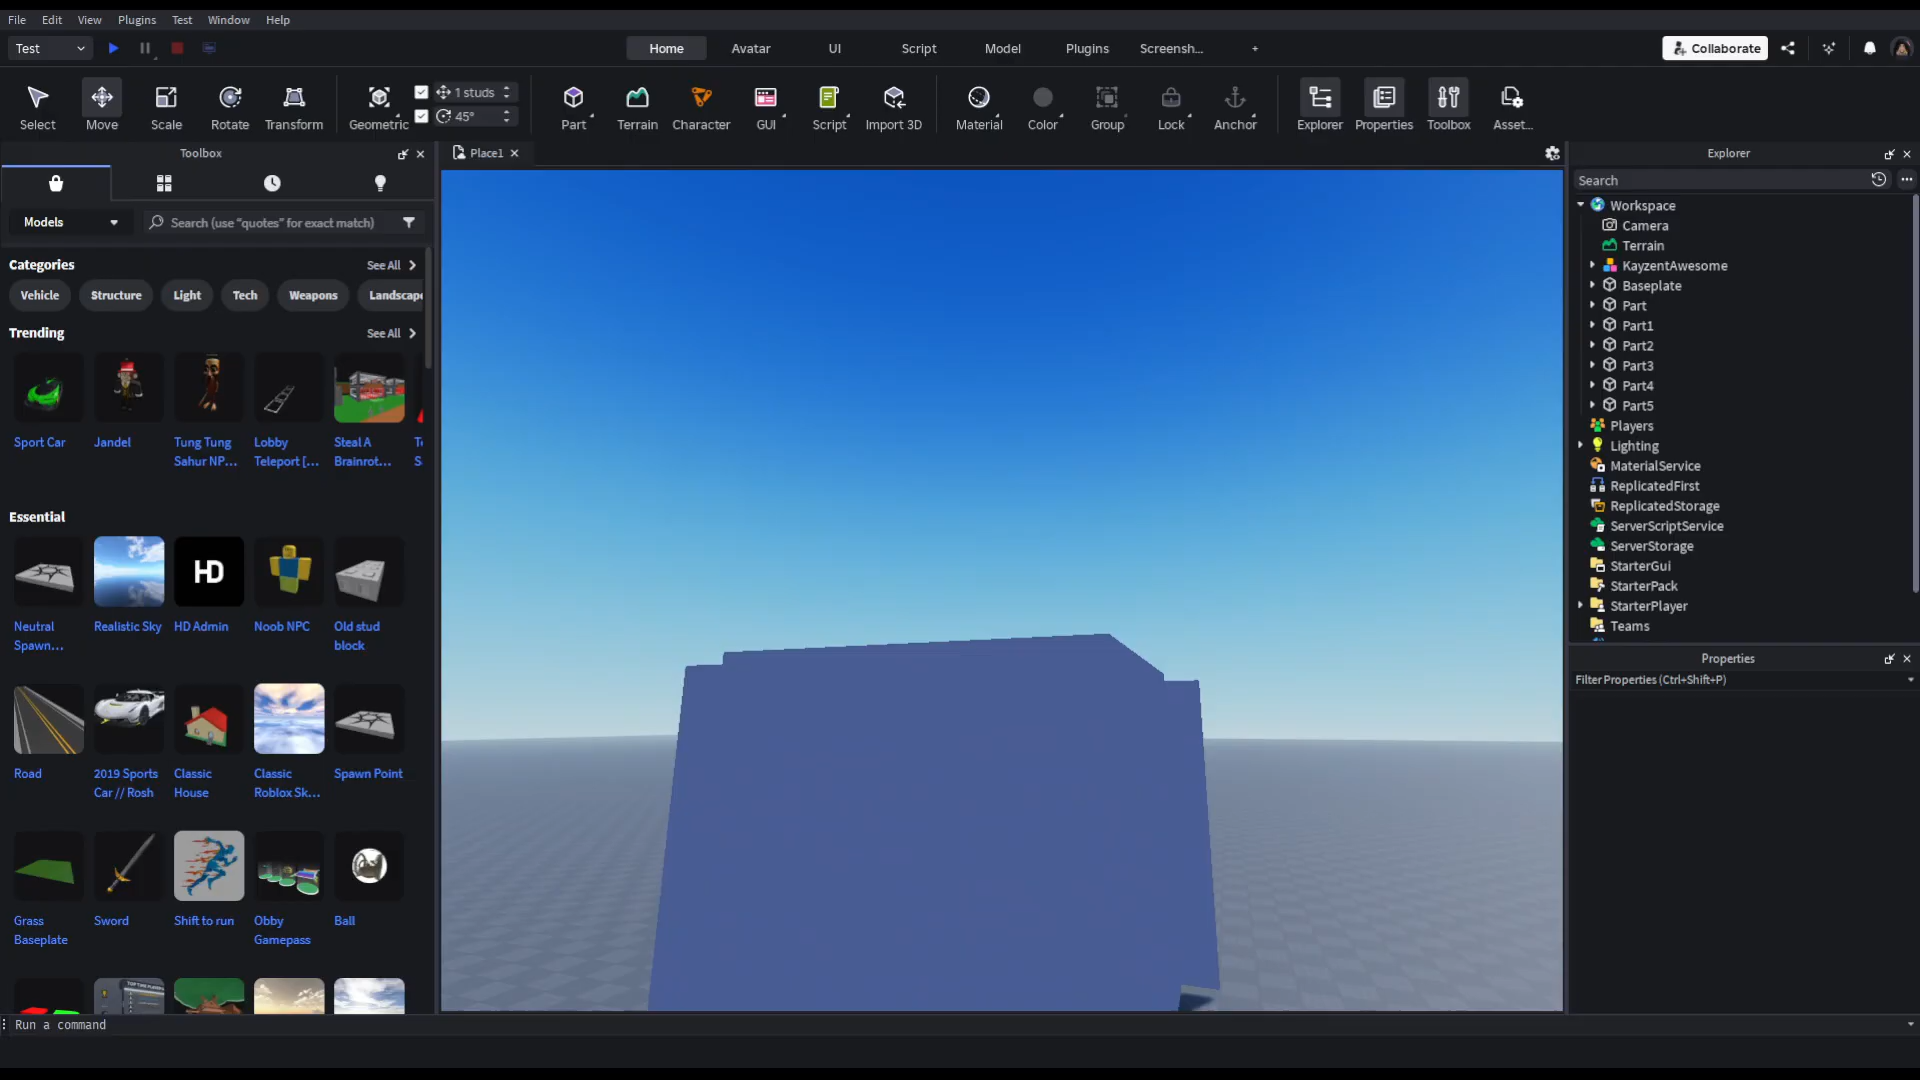 File Edit View Plugins Test Window Help
Test Home Avatar UI Script Model Plugins Screensh... + Collaborate
Select Move Scale Rotate Transform Geometric 1 studs 45° Part Terrain Character GUI Script Import 3D Material Color Group Lock Anchor Explorer Properties Toolbox Asset...
Toolbox
Models Search (use “quotes” for exact match)
Categories See All
Vehicle Structure Light Tech Weapons Landscape
Trending See All
Sport Car Jandel Tung Tung Lobby Steal A
Sahur NP... Teleport [... Brainrot...
Essential
HD
Neutral Realistic Sky HD Admin Noob NPC Old stud
Spawn... block
Road 2019 Sports Classic Classic Spawn Point
Car // Rosh House Roblox Sk...
Grass Sword Shift to run Obby Ball
Baseplate Gamepass
Run a command
Place1
Explorer
Search
Workspace
Camera
Terrain
KayzentAwesome
Baseplate
Part
Part1
Part2
Part3
Part4
Part5
Players
Lighting
MaterialService
ReplicatedFirst
ReplicatedStorage
ServerScriptService
ServerStorage
StarterGui
StarterPack
StarterPlayer
Teams
Properties
Filter Properties (Ctrl+Shift+P)